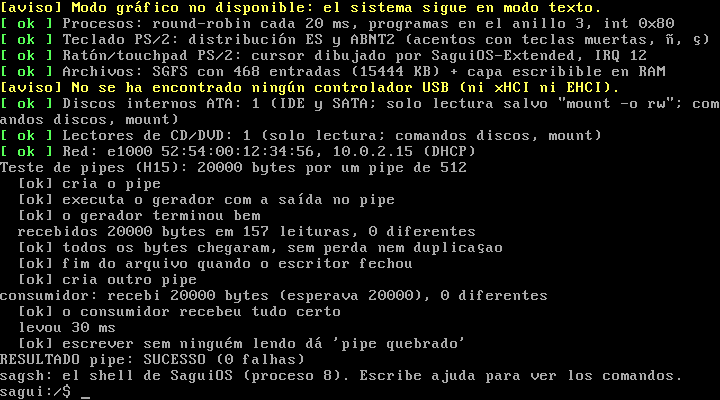 [aviso] Modo gráfico no disponible: el sistema sigue en modo texto.
[ ok ] Procesos: round-robin cada 20 ms, programas en el anillo 3, int 0x80
[ ok ] Teclado PS/2: distribución ES y ABNT2 (acentos con teclas muertas, ñ, ç)
[ ok ] Ratón/touchpad PS/2: cursor dibujado por SaguiOS-Extended, IRQ 12
[ ok ] Archivos: SGFS con 468 entradas (15444 KB) + capa escribible en RAM
[aviso] No se ha encontrado ningún controlador USB (ni xHCI ni EHCI).
[ ok ] Discos internos ATA: 1 (IDE y SATA; solo lectura salvo "mount -o rw"; com
andos discos, mount)
[ ok ] Lectores de CD/DVD: 1 (solo lectura; comandos discos, mount)
[ ok ] Red: e1000 52:54:00:12:34:56, 10.0.2.15 (DHCP)
Teste de pipes (H15): 20000 bytes por um pipe de 512
  [ok] cria o pipe
  [ok] executa o gerador com a saída no pipe
  [ok] o gerador terminou bem
  recebidos 20000 bytes em 157 leituras, 0 diferentes
  [ok] todos os bytes chegaram, sem perda nem duplicaçao
  [ok] fim do arquivo quando o escritor fechou
  [ok] cria outro pipe
consumidor: recebi 20000 bytes (esperava 20000), 0 diferentes
  [ok] o consumidor recebeu tudo certo
  levou 30 ms
  [ok] escrever sem ninguém lendo dá 'pipe quebrado'
RESULTADO pipe: SUCESSO (0 falhas)
sagsh: el shell de SaguiOS (proceso 8). Escribe ajuda para ver los comandos.
sagui:/$ _